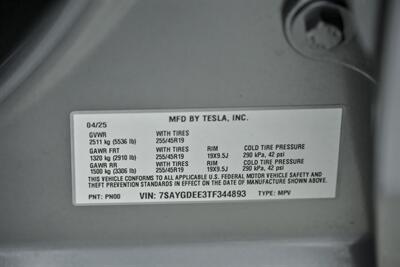 MFD BY TESLA, INC.
04/25
GVWR WITH TIRES
2511 kg (5536 lb) 255/45R19
GAWR FRT WITH TIRES RIM COLD TIRE PRESSURE
1320 kg (2910 lb) 255/45R19 19X9.5J 290 kPa, 42 psi
GAWR RR WITH TIRES RIM COLD TIRE PRESSURE
1500 kg (3306 lb) 255/45R19 19X9.5J 290 kPa, 42 psi
THIS VEHICLE CONFORMS TO ALL APPLICABLE U.S. FEDERAL MOTOR VEHICLE SAFETY AND
THEFT PREVENTION STANDARDS IN EFFECT ON THE DATE OF MANUFACTURE SHOWN ABOVE
PNT: PN00 VIN: 7SAYGDEE3TF344893 TYPE: MPV